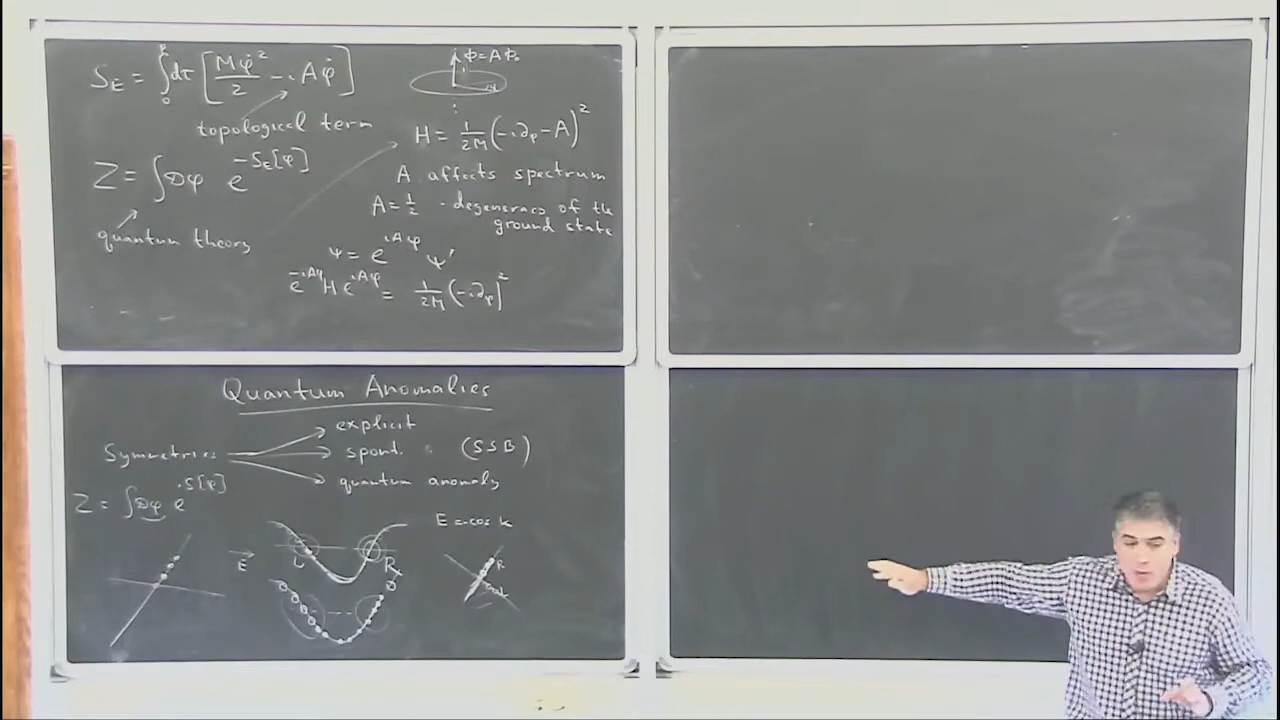 S_E = ∫₀^β dτ [Mφ̇²/2 - iAφ̇]
topological term
Z = ∫Dφ e^{-S_E[φ]}
quantum theory
Φ = AΦ₀
H = 1/2M (-i∂_φ - A)²
A affects spectrum
A = 1/2 - degeneracy of the
ground state
Ψ = e^{iAφ} Ψ'
e^{-iAφ} H e^{iAφ} = 1/2M (-i∂_φ)²
Quantum Anomalies
Symmetries
explicit
spont. (SSB)
quantum anomaly
Z = ∫Dφ e^{iS[φ]}
E
L
R
E = -cos k
R